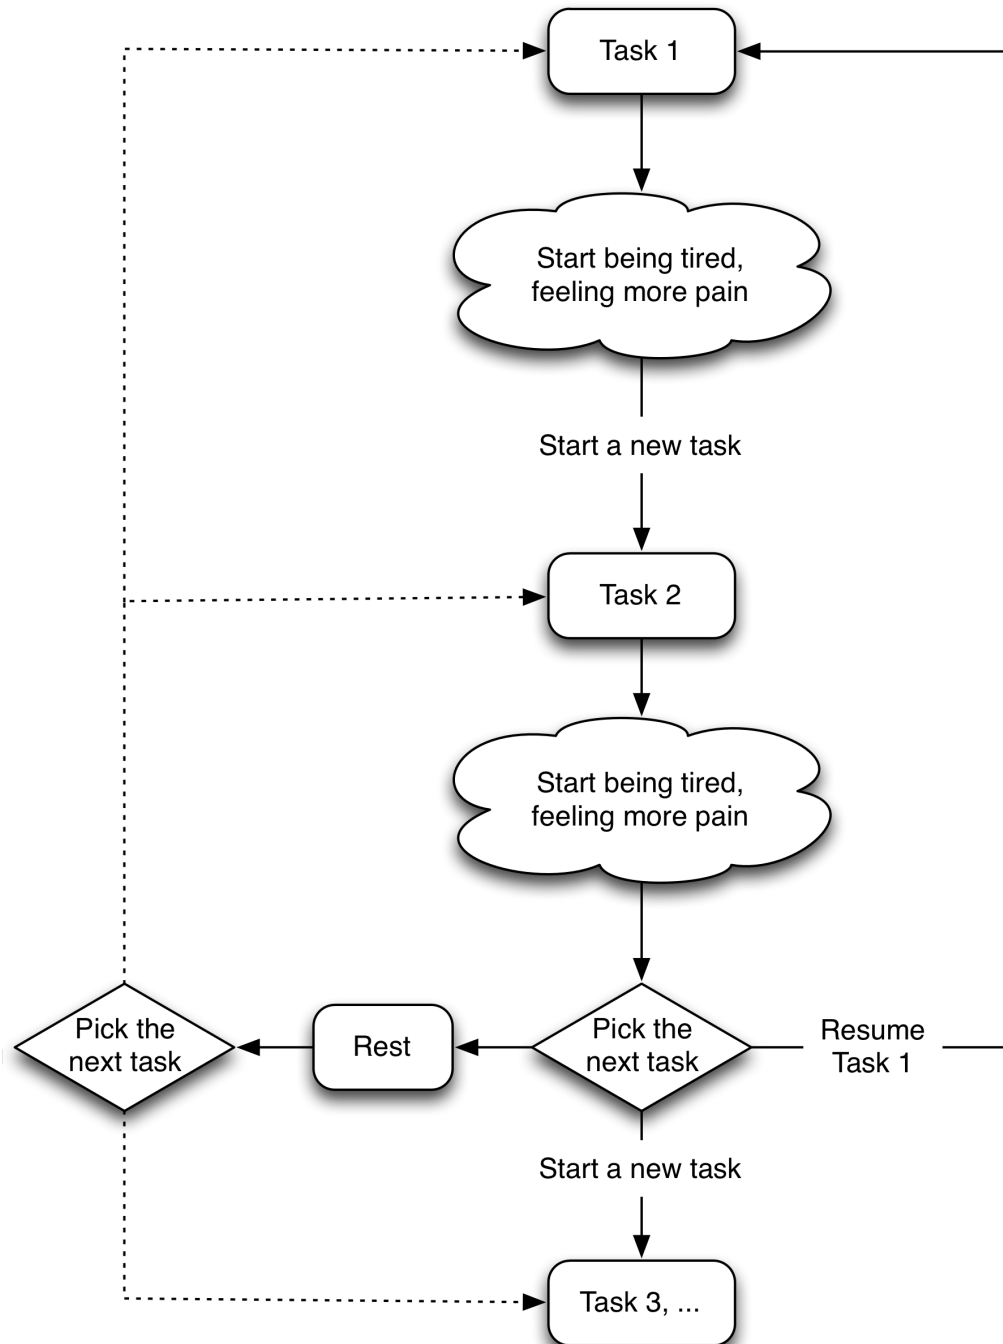 Task 1
Start being tired,
feeling more pain
Start a new task
Task 2
Start being tired,
feeling more pain
Pick the
next task
Rest
Pick the
next task
Resume
Task 1
Start a new task
Task 3, ...